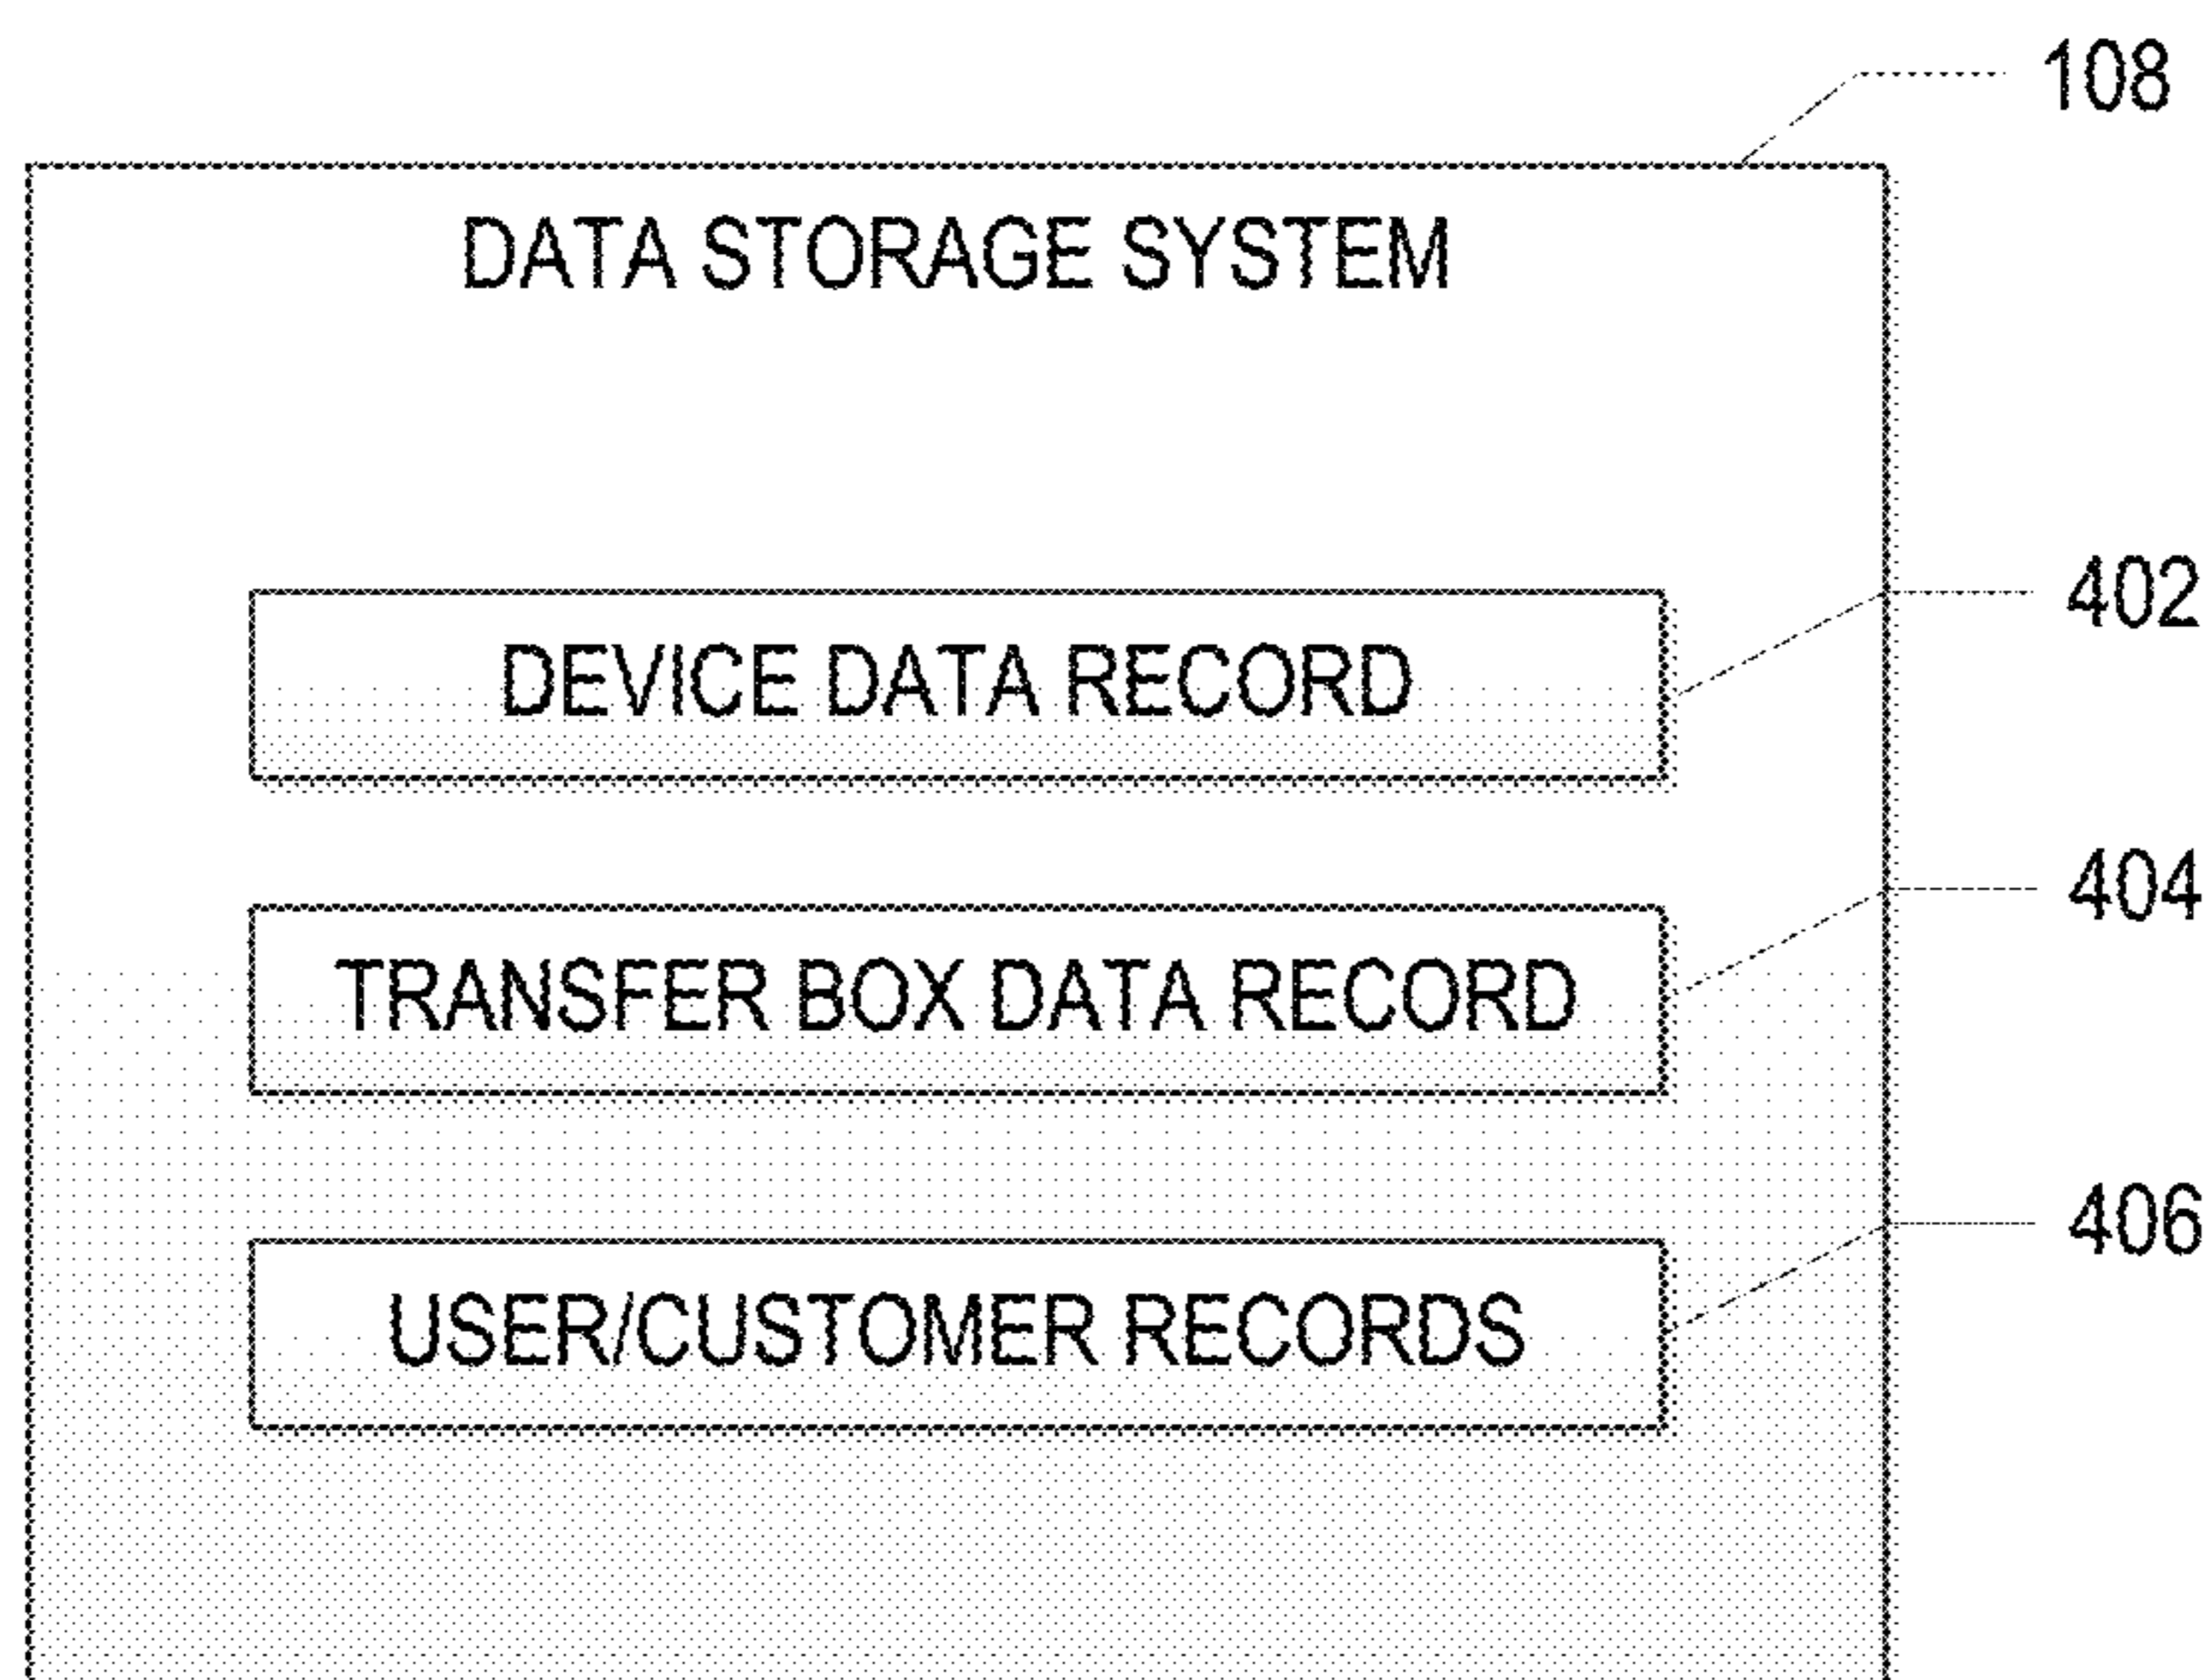 108
DATA STORAGE SYSTEM
402
DEVICE DATA RECORD
404
TRANSFER BOX DATA RECORD
406
USER/CUSTOMER RECORDS